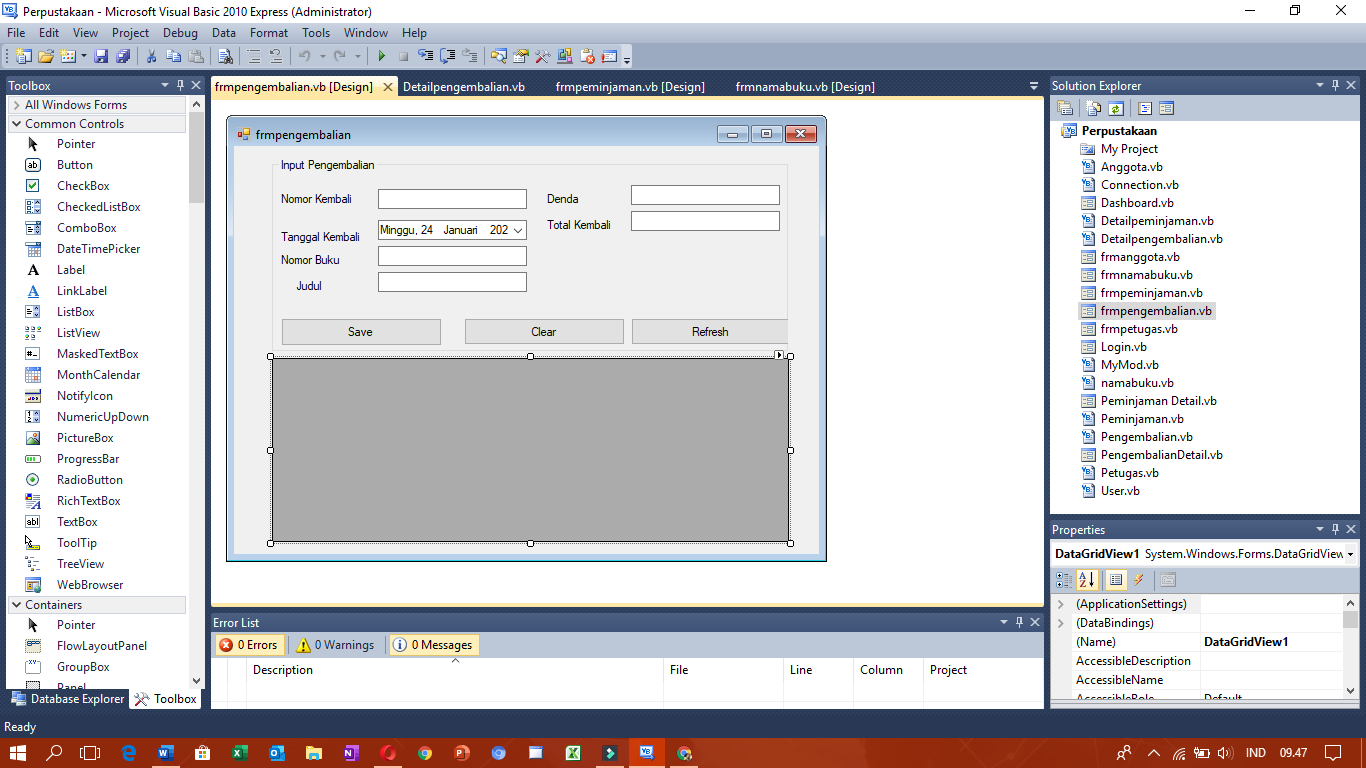 Perpustakaan - Microsoft Visual Basic 2010 Express (Administrator)
File Edit View Project Debug Data Format Tools Window Help
Toolbox
All Windows Forms
Common Controls
Pointer
Button
CheckBox
CheckedListBox
ComboBox
DateTimePicker
Label
LinkLabel
ListBox
ListView
MaskedTextBox
MonthCalendar
NotifyIcon
NumericUpDown
PictureBox
ProgressBar
RadioButton
RichTextBox
TextBox
ToolTip
TreeView
WebBrowser
Containers
Pointer
FlowLayoutPanel
GroupBox
Panel
Database Explorer Toolbox
frmpengembalian.vb [Design] Detailpengembalian.vb frmpeminjaman.vb [Design] frmnamabuku.vb [Design]
frmpengembalian
Input Pengembalian
Nomor Kembali
Denda
Tanggal Kembali
Minggu, 24 Januari 202
Total Kembali
Nomor Buku
Judul
Save Clear Refresh
Error List
0 Errors 0 Warnings 0 Messages
Description File Line Column Project
Solution Explorer
Perpustakaan
My Project
Anggota.vb
Connection.vb
Dashboard.vb
Detailpeminjaman.vb
Detailpengembalian.vb
frmanggota.vb
frmnamabuku.vb
frmpeminjaman.vb
frmpengembalian.vb
frmpetugas.vb
Login.vb
MyMod.vb
namabuku.vb
Peminjaman Detail.vb
Peminjaman.vb
Pengembalian.vb
PengembalianDetail.vb
Petugas.vb
User.vb
Properties
DataGridView1 System.Windows.Forms.DataGridView
(ApplicationSettings)
(DataBindings)
(Name) DataGridView1
AccessibleDescription
AccessibleName
AccessibleRole Default
Ready
IND 09.47